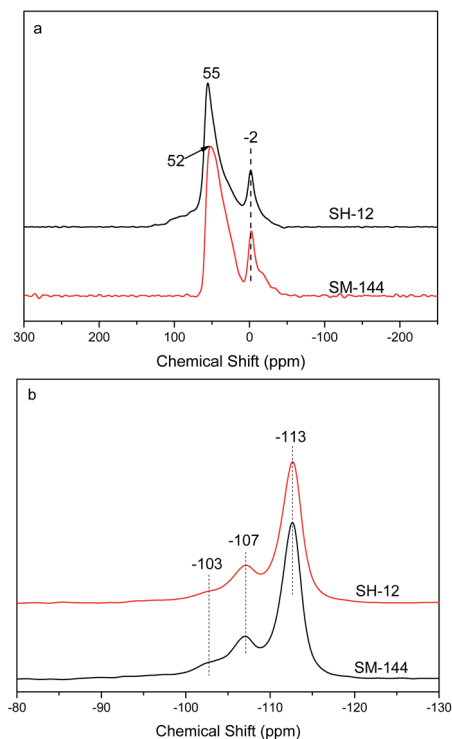 a
55
52
-2
SH-12
SM-144
300 200 100 0 -100 -200
Chemical Shift (ppm)
b
-113
-107
-103
SH-12
SM-144
-80 -90 -100 -110 -120 -130
Chemical Shift (ppm)